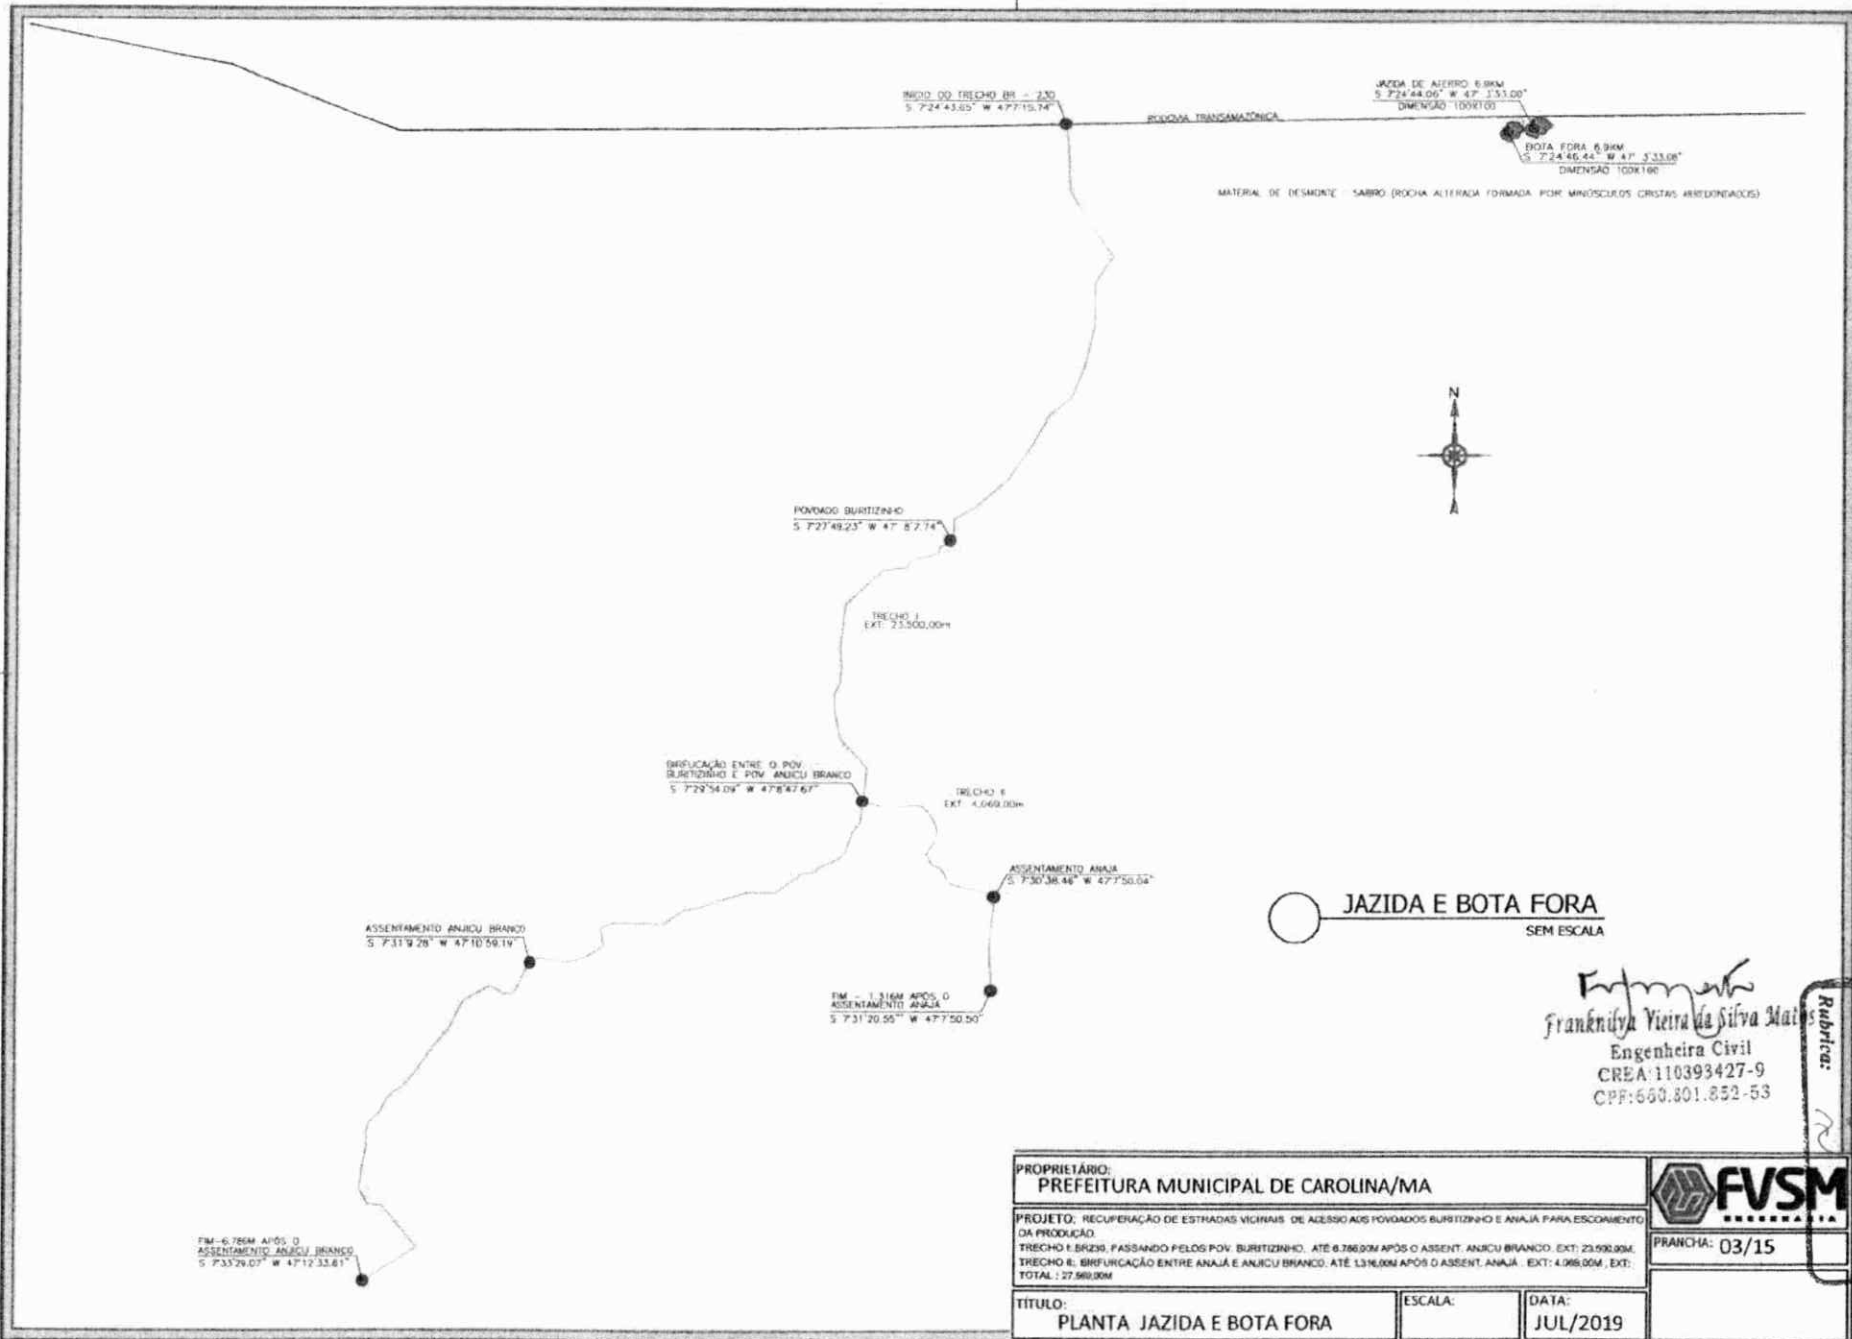 INÍCIO DO TRECHO BR - 230
S 7°24'43.65" W 47°7'15.74"
RODOVIA TRANSAMAZÔNICA
JAZIDA DE ATERRO 6.9KM
S 7°24'44.06" W 47° 3'33.00"
DIMENSÃO 100X100
BOTA FORA 6.9KM
S 7°24'46.44" W 47° 3'33.08"
DIMENSÃO 100X100
MATERIAL DE DESMONTE : SAIBRO (ROCHA ALTERADA FORMADA POR MINÚSCULOS CRISTAIS ARREDONDADOS)
N
POVOADO BURITIZINHO
S 7°27'49.23" W 47° 8'7.74"
TRECHO I
EXT: 23.500,00m
BIRFUCAÇÃO ENTRE O POV.
BURITIZINHO E POV. ANJICU BRANCO
S 7°29'54.09" W 47°8'47.67"
TRECHO II
EXT: 4.060,00m
ASSENTAMENTO ANAJÁ
S 7°30'38.46" W 47°7'50.04"
JAZIDA E BOTA FORA
SEM ESCALA
ASSENTAMENTO ANJICU BRANCO
S 7°31'9.28" W 47°10'59.19"
FIM - 1.316M APÓS O
ASSENTAMENTO ANAJÁ
S 7°31'20.55" W 47°7'50.50"
Franknilva Vieira da Silva Matos
Engenheira Civil
CREA:110393427-9
CPF:660.801.852-53
Rubrica:
FIM-6.786M APÓS O
ASSENTAMENTO ANJICU BRANCO
S 7°33'29.07" W 47°12'33.61"
PROPRIETÁRIO:
PREFEITURA MUNICIPAL DE CAROLINA/MA
PROJETO: RECUPERAÇÃO DE ESTRADAS VICINAIS DE ACESSO AOS POVOADOS BURITIZINHO E ANAJÁ PARA ESCOAMENTO
DA PRODUÇÃO.
TRECHO I: BR230, PASSANDO PELOS POV. BURITIZINHO, ATÉ 6.786,00M APÓS O ASSENT. ANJICU BRANCO. EXT: 23.500,00M.
TRECHO II: BIRFURCAÇÃO ENTRE ANAJÁ E ANJICU BRANCO, ATÉ 1.316,00M APÓS O ASSENT. ANAJÁ . EXT: 4.060,00M , EXT:
TOTAL : 27.560,00M
TÍTULO:
PLANTA JAZIDA E BOTA FORA
ESCALA:
DATA:
JUL/2019
FVSM
ENGENHARIA
PRANCHA: 03/15